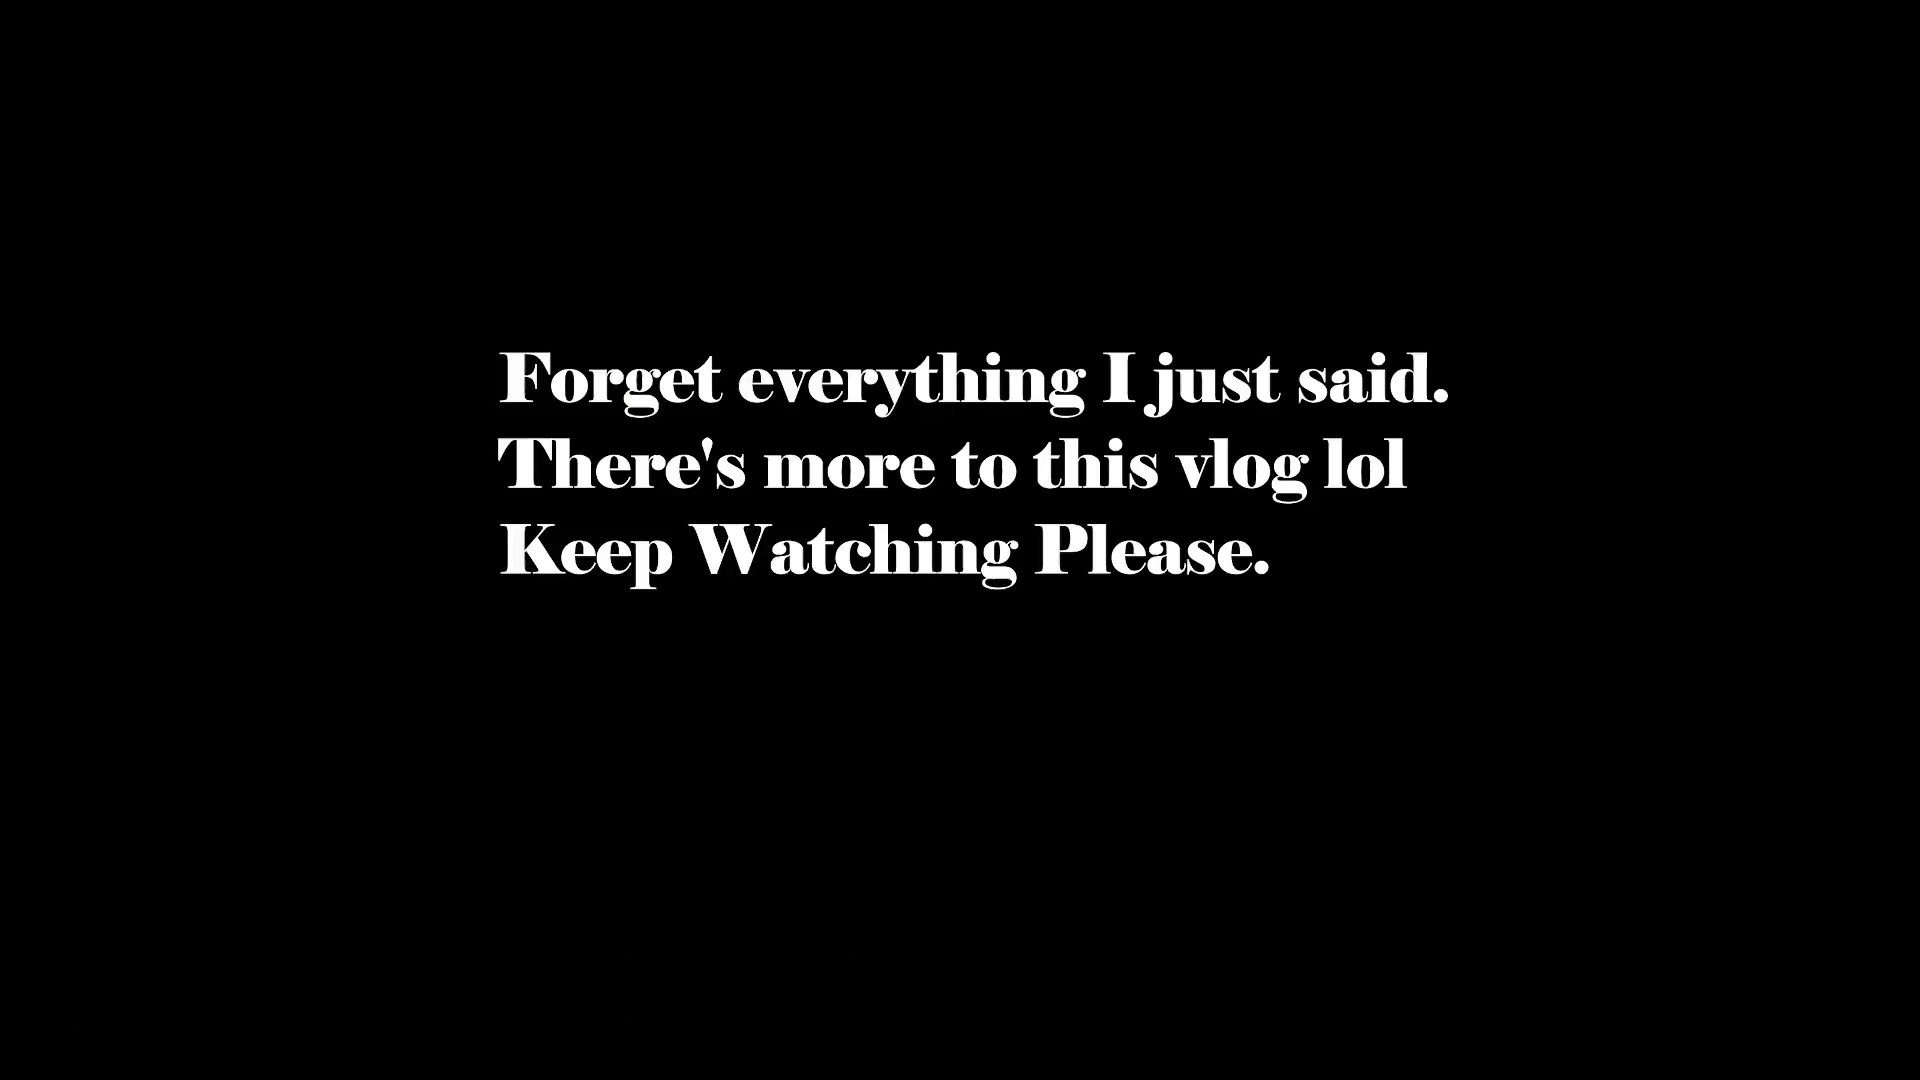 Forget everything I just said.
There's more to this vlog lol
Keep Watching Please.